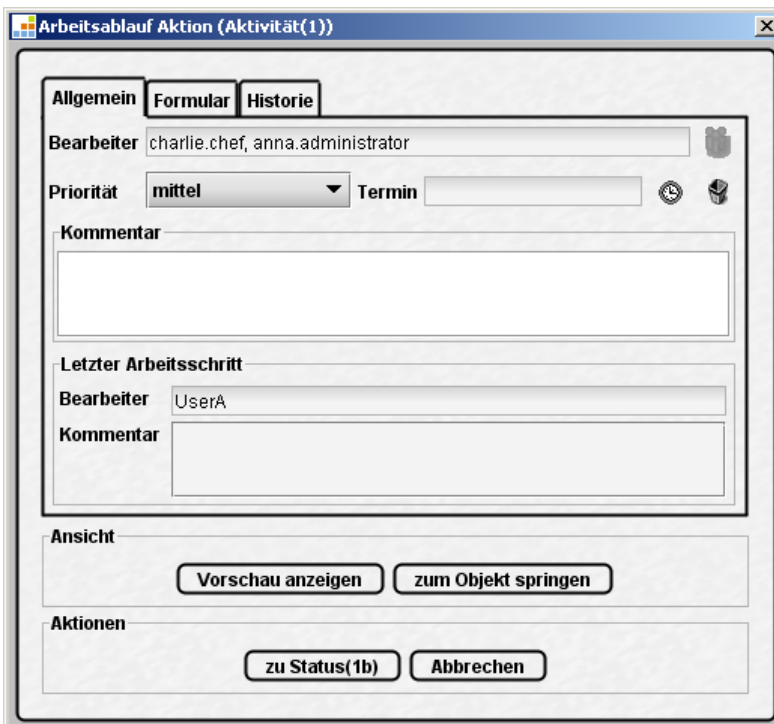 Arbeitsablauf Aktion (Aktivität(1))
Allgemein Formular Historie
Bearbeiter charlie.chef, anna.administrator
Priorität mittel Termin
Kommentar
Letzter Arbeitsschritt
Bearbeiter UserA
Kommentar
Ansicht
Vorschau anzeigen zum Objekt springen
Aktionen
zu Status(1b) Abbrechen